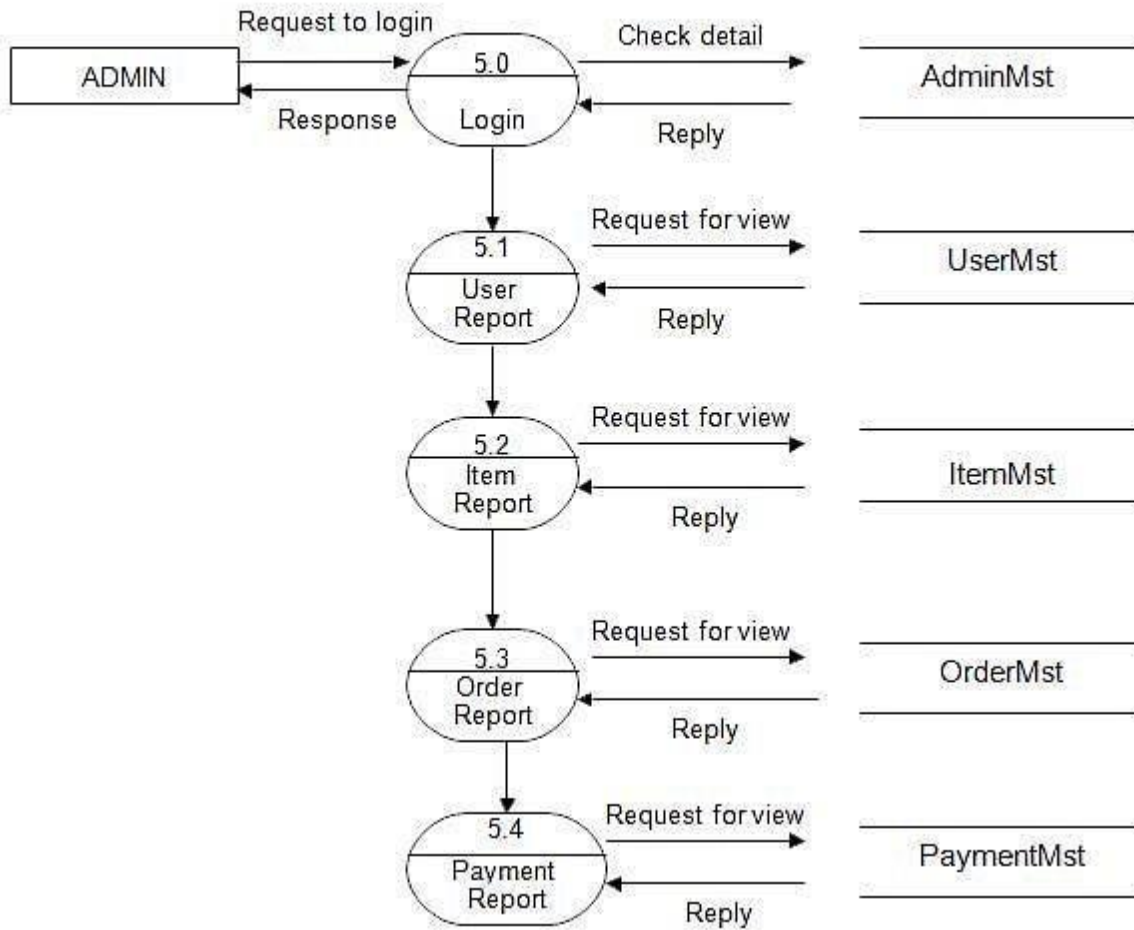 Request to login
Check detail
ADMIN
5.0
Login
AdminMst
Response
Reply
Request for view
5.1
User
Report
UserMst
Reply
Request for view
5.2
Item
Report
ItemMst
Reply
Request for view
5.3
Order
Report
OrderMst
Reply
Request for view
5.4
Payment
Report
PaymentMst
Reply